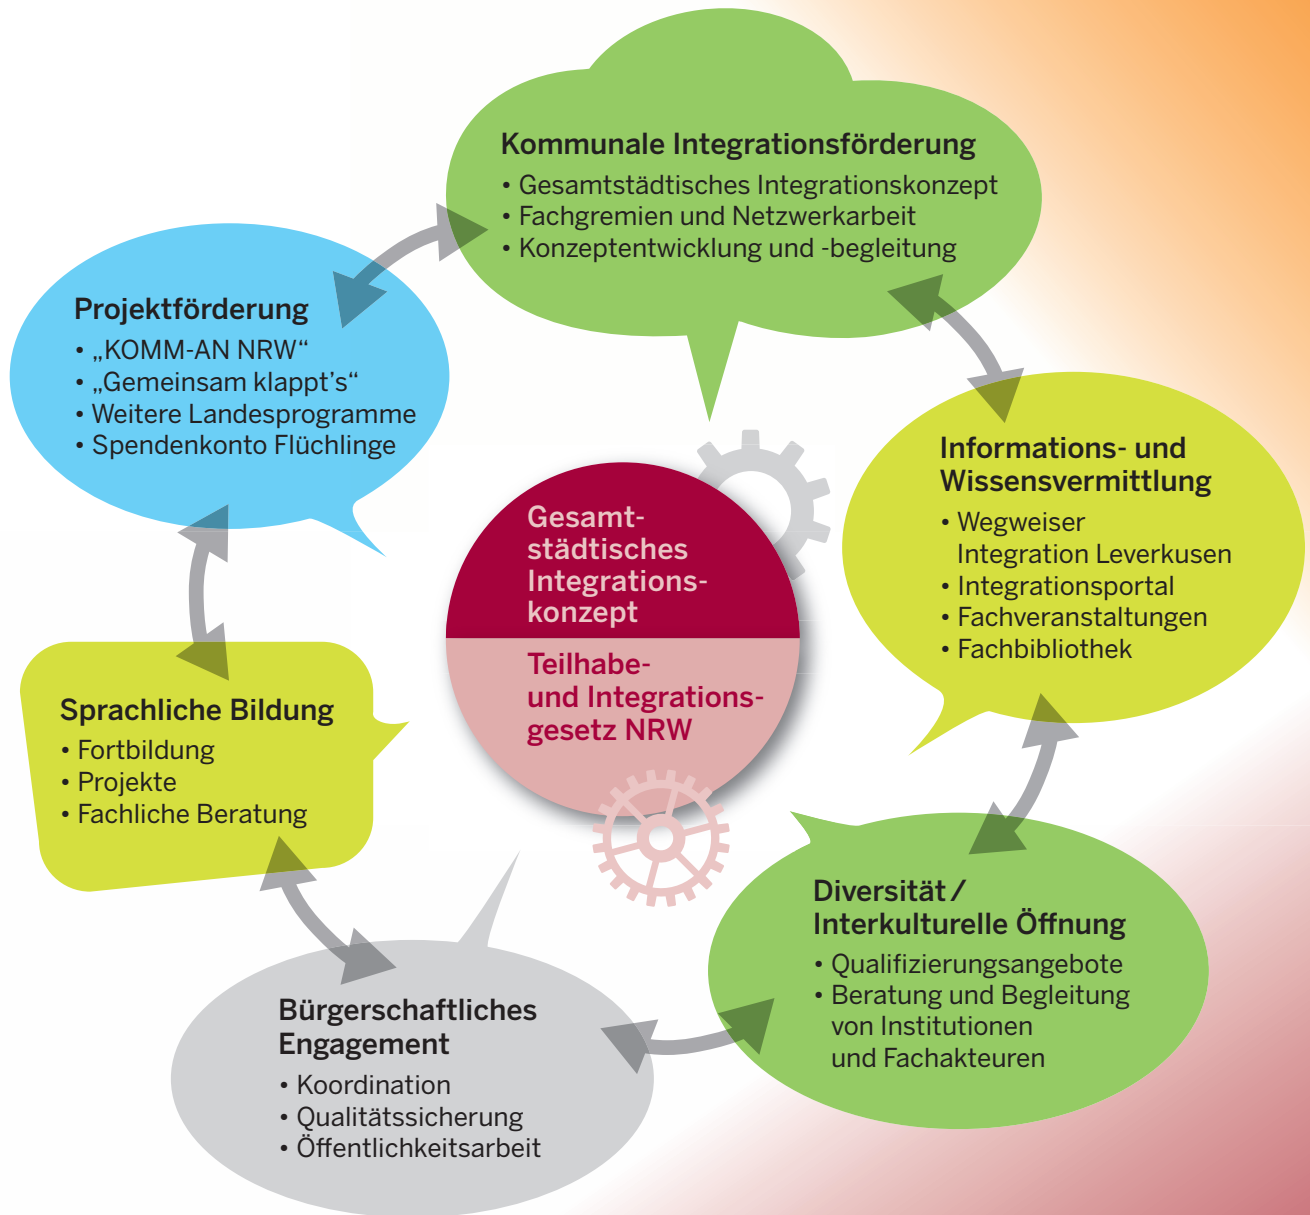 Kommunale Integrationsförderung
• Gesamtstädtisches Integrationskonzept
• Fachgremien und Netzwerkarbeit
• Konzeptentwicklung und -begleitung
Projektförderung
• „KOMM-AN NRW“
• „Gemeinsam klappt's“
• Weitere Landesprogramme
• Spendenkonto Flüchlinge
Informations- und
Wissensvermittlung
• Wegweiser
Integration Leverkusen
• Integrationsportal
• Fachveranstaltungen
• Fachbibliothek
Gesamt-
städtisches
Integrations-
konzept
Teilhabe-
und Integrations-
gesetz NRW
Sprachliche Bildung
• Fortbildung
• Projekte
• Fachliche Beratung
Diversität /
Interkulturelle Öffnung
• Qualifizierungsangebote
• Beratung und Begleitung
von Institutionen
und Fachakteuren
Bürgerschaftliches
Engagement
• Koordination
• Qualitätssicherung
• Öffentlichkeitsarbeit